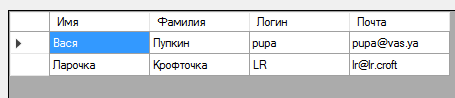 Имя Фамилия Логин Почта
Вася Пупкин pupa pupa@vas.ya
Ларочка Крофточка LR lr@lr.croft